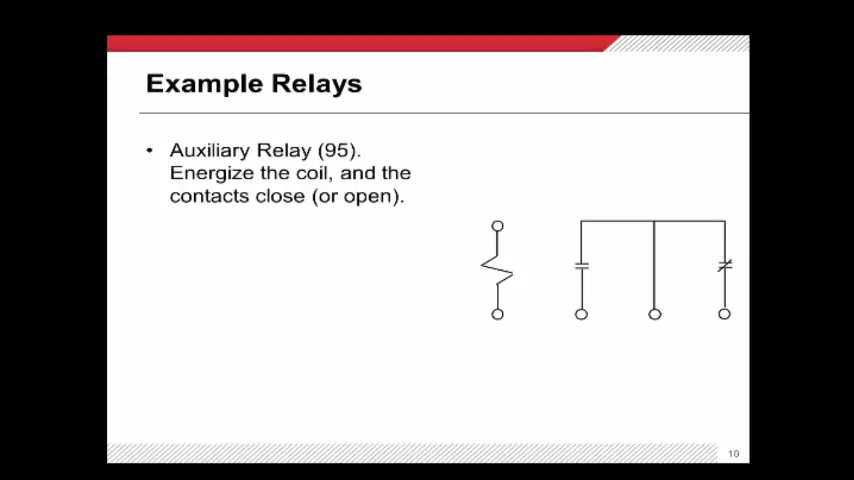 Example Relays
• Auxiliary Relay (95).
Energize the coil, and the
contacts close (or open).
10